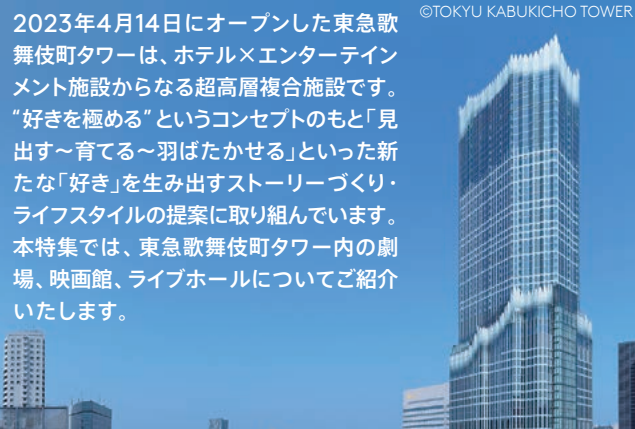 ©TOKYU KABUKICHO TOWER
2023年4月14日にオープンした東急歌
舞伎町タワーは、ホテル×エンターテイン
メント施設からなる超高層複合施設です。
“好きを極める”というコンセプトのもと「見
出す〜育てる〜羽ばたかせる」といった新
たな「好き」を生み出すストーリーづくり・
ライフスタイルの提案に取り組んでいます。
本特集では、東急歌舞伎町タワー内の劇
場、映画館、ライブホールについてご紹介
いたします。